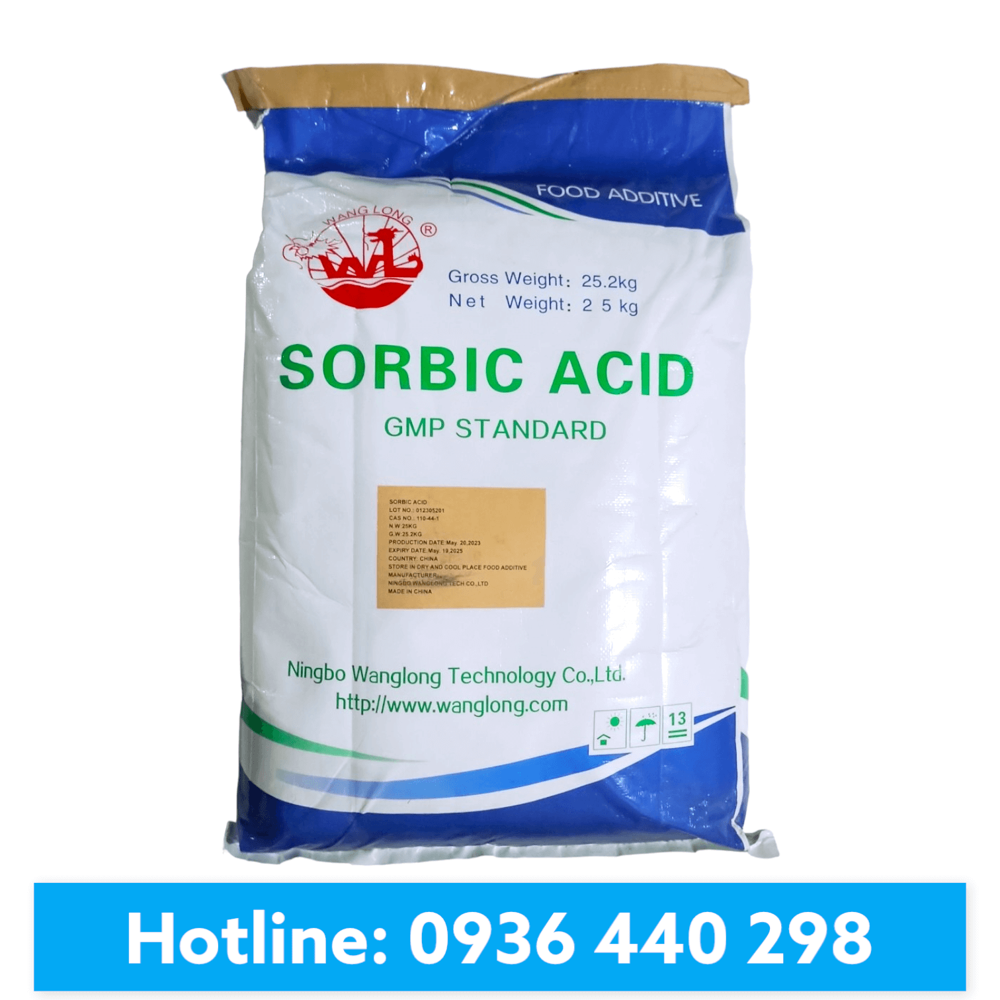 FOOD ADDITIVE
WANG LONG
®
WL
Gross Weight: 25.2kg
Net Weight: 25kg
SORBIC ACID
GMP STANDARD
SORBIC ACID
LOT NO.: 012305201
CAS NO.: 110-44-1
N.W:25KG
G.W:25.2KG
PRODUCTION DATE:May. 20,2023
EXPIRY DATE:May. 19,2025
COUNTRY: CHINA
STORE IN DRY AND COOL PLACE FOOD ADDITIVE
MANUFACTURER:
NINGBO WANGLONG TECH CO.,LTD
MADE IN CHINA
Ningbo Wanglong Technology Co.,Ltd.
http://www.wanglong.com
13
Hotline: 0936 440 298